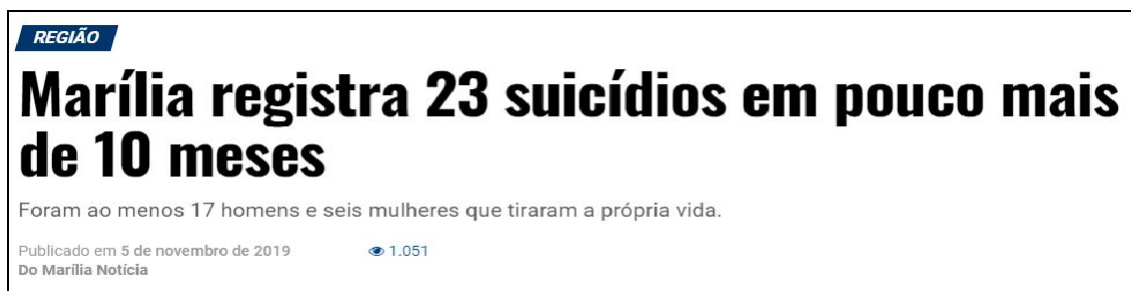 REGIÃO
Marília registra 23 suicídios em pouco mais
de 10 meses
Foram ao menos 17 homens e seis mulheres que tiraram a própria vida.
Publicado em 5 de novembro de 2019 1.051
Do Marília Notícia